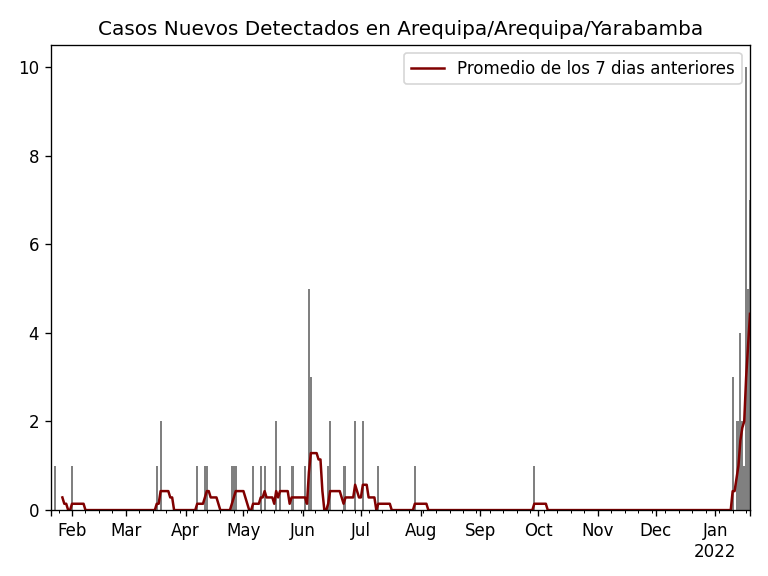 Casos Nuevos Detectados en Arequipa/Arequipa/Yarabamba
Promedio de los 7 dias anteriores
10
8
6
4
2
0
Feb Mar Apr May Jun Jul Aug Sep Oct Nov Dec Jan
2022